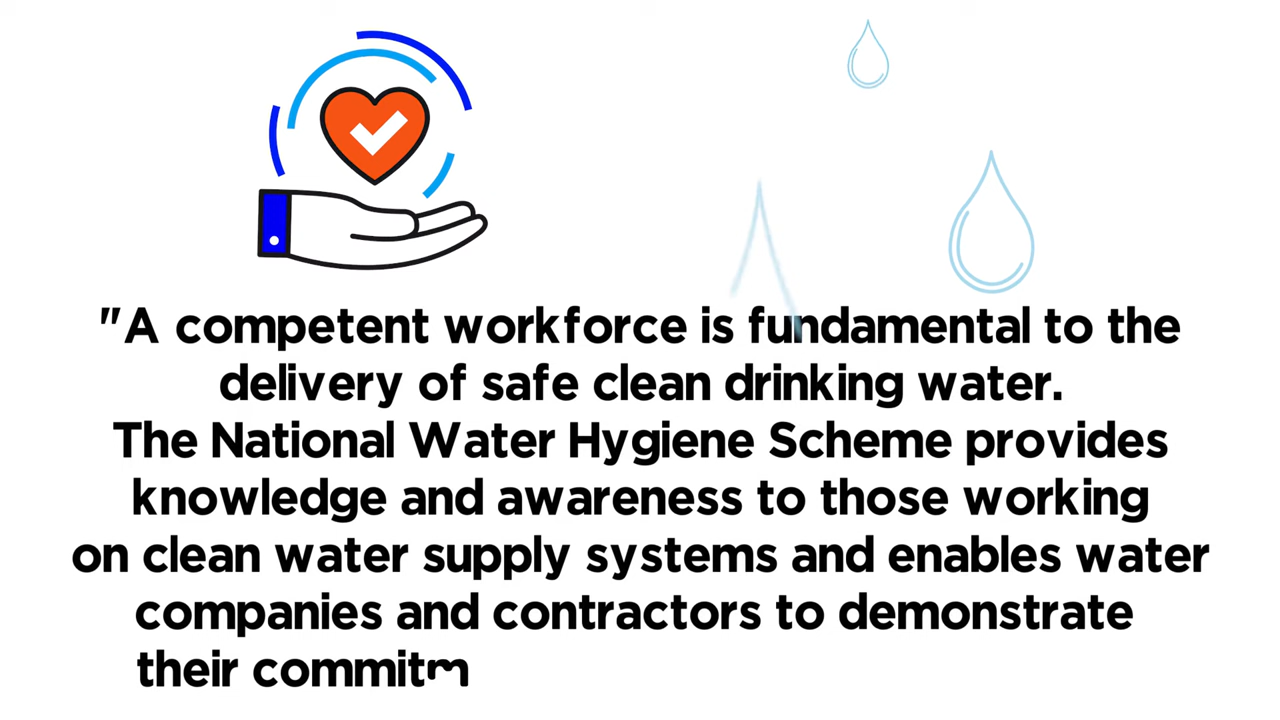 "A competent workforce is fundamental to the
delivery of safe clean drinking water.
The National Water Hygiene Scheme provides
knowledge and awareness to those working
on clean water supply systems and enables water
companies and contractors to demonstrate
their